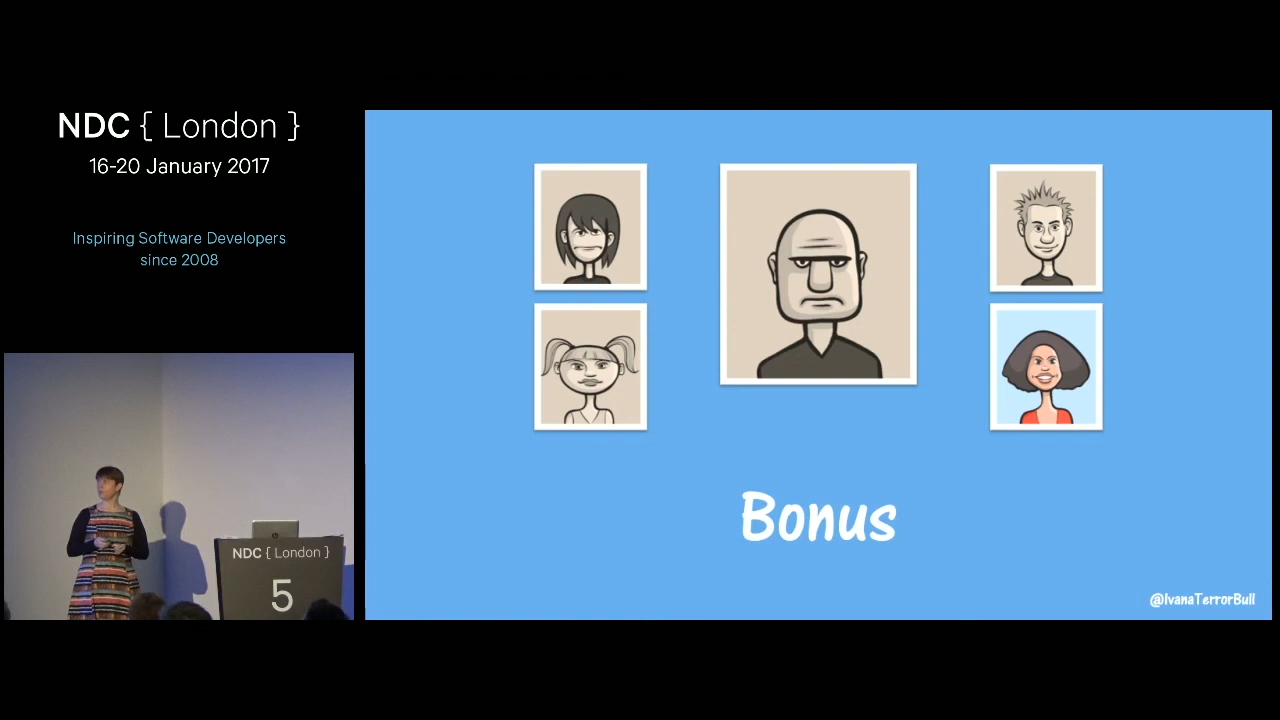 NDC { London }
16-20 January 2017
Inspiring Software Developers
since 2008
NDC { London }
5
Bonus
@IvanaTerrorBull